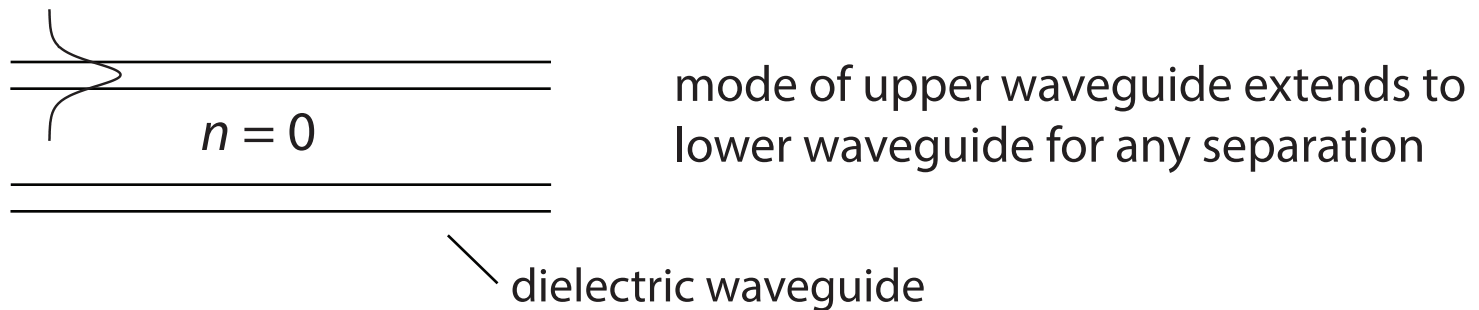 mode of upper waveguide extends to
lower waveguide for any separation
n = 0
dielectric waveguide